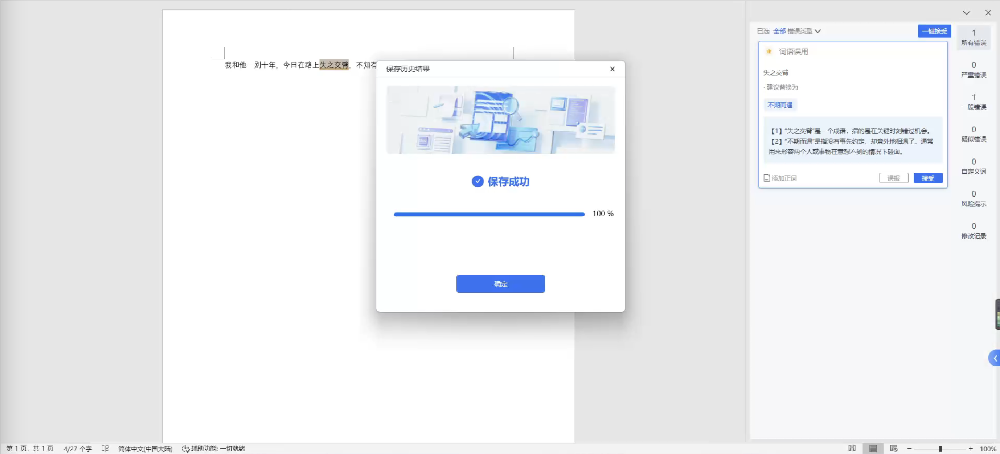 我和他一别十年，今日在路上失之交臂，不知有
保存历史结果
保存成功
100 %
确定
已选 全部 错误类型
一键接受
词语误用
失之交臂
· 建议替换为
不期而遇
【1】“失之交臂”是一个成语，指的是在关键时刻错过机会。
【2】“不期而遇”是指没有事先约定，却意外地相遇了。通常
用来形容两个人或事物在意想不到的情况下碰面。
添加正词
误报
接受
1
所有错误
0
严重错误
1
一般错误
0
疑似错误
0
自定义词
0
风险提示
0
修改记录
第 1 页，共 1 页
4/27 个字
简体中文(中国大陆)
辅助功能: 一切就绪
100%